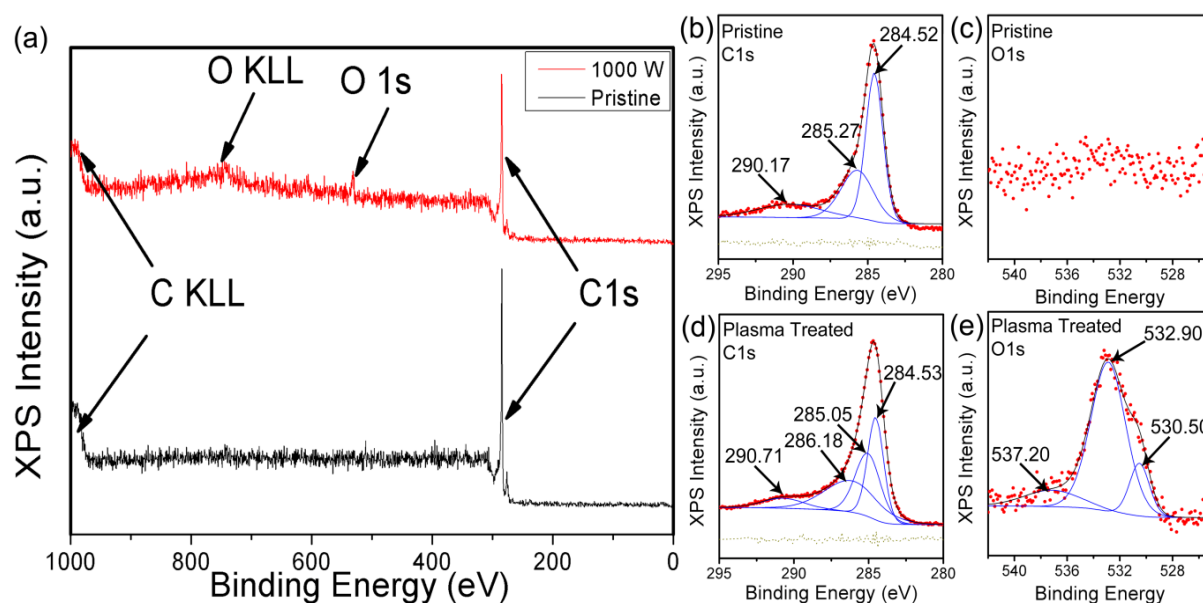 (a)
O KLL
O 1s
1000 W
Pristine
C KLL
C1s
XPS Intensity (a.u.)
1000 800 600 400 200 0
Binding Energy (eV)
(b)
Pristine
C1s
284.52
285.27
290.17
XPS Intensity (a.u.)
295 290 285 280
Binding Energy (eV)
(c)
Pristine
O1s
XPS Intensity (a.u.)
540 536 530 526
Binding Energy
(d)
Plasma Treated
C1s
284.53
285.05
286.18
290.71
XPS Intensity (a.u.)
295 290 285 280
Binding Energy (eV)
(e)
Plasma Treated
O1s
532.90
530.50
537.20
XPS Intensity (a.u.)
540 536 530 526
Binding Energy